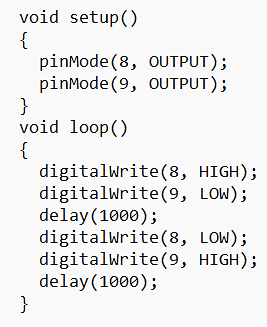 void setup()
{
pinMode(8, OUTPUT);
pinMode(9, OUTPUT);
}
void loop()
{
digitalWrite(8, HIGH);
digitalWrite(9, LOW);
delay(1000);
digitalWrite(8, LOW);
digitalWrite(9, HIGH);
delay(1000);
}